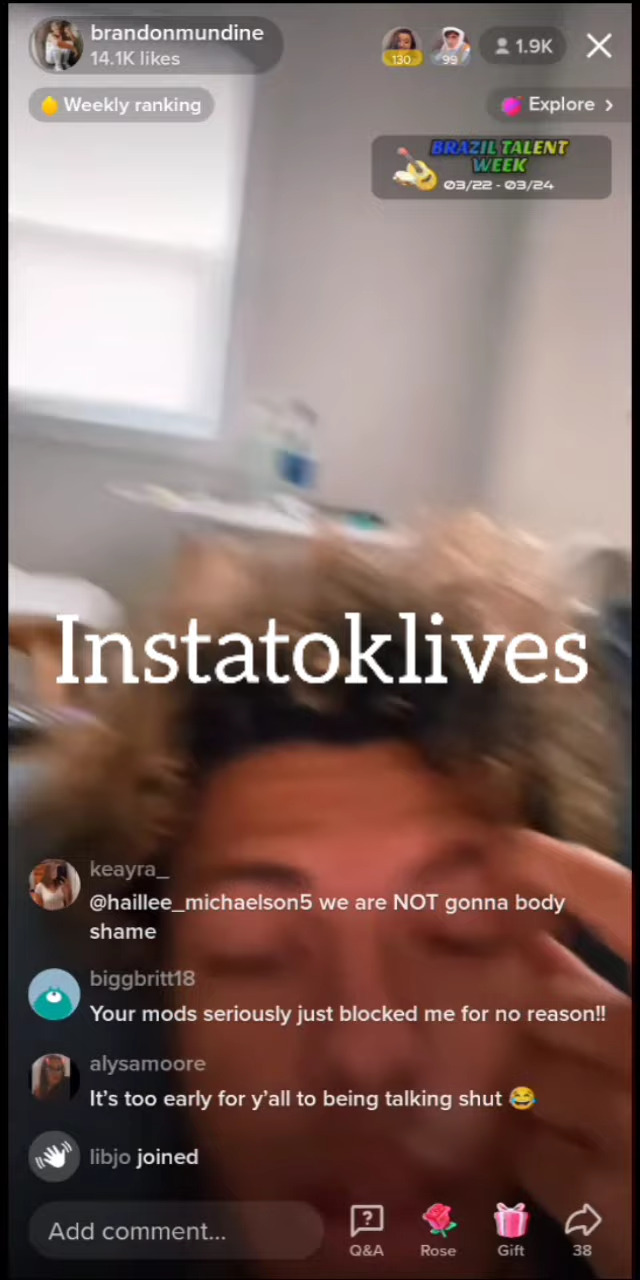 brandonmundine
14.1K likes
130
99
1.9K
Weekly ranking
Explore
BRAZIL TALENT
WEEK
03/22 - 03/24
Instatoklives
keayra_
@haillee_michaelson5 we are NOT gonna body
shame
biggbritt18
Your mods seriously just blocked me for no reason!!
alysamoore
It’s too early for y’all to being talking shut 😂
libjo joined
Add comment...
Q&A
Rose
Gift
38